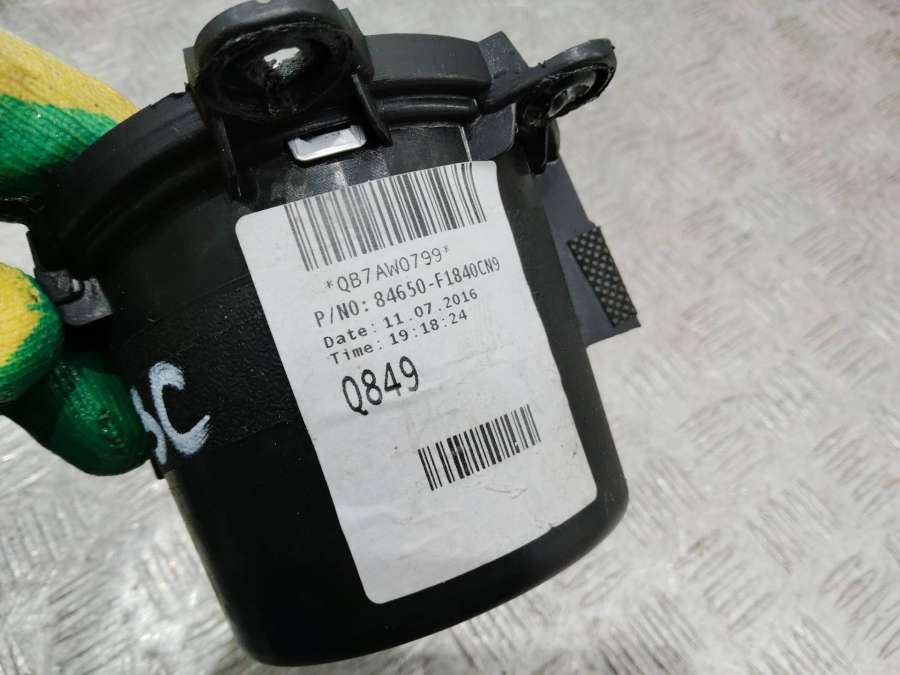 *QB7AW0799*
P/NO: 84650-F1840CN9
Date: 11.07.2016
Time: 19:18:24
Q849